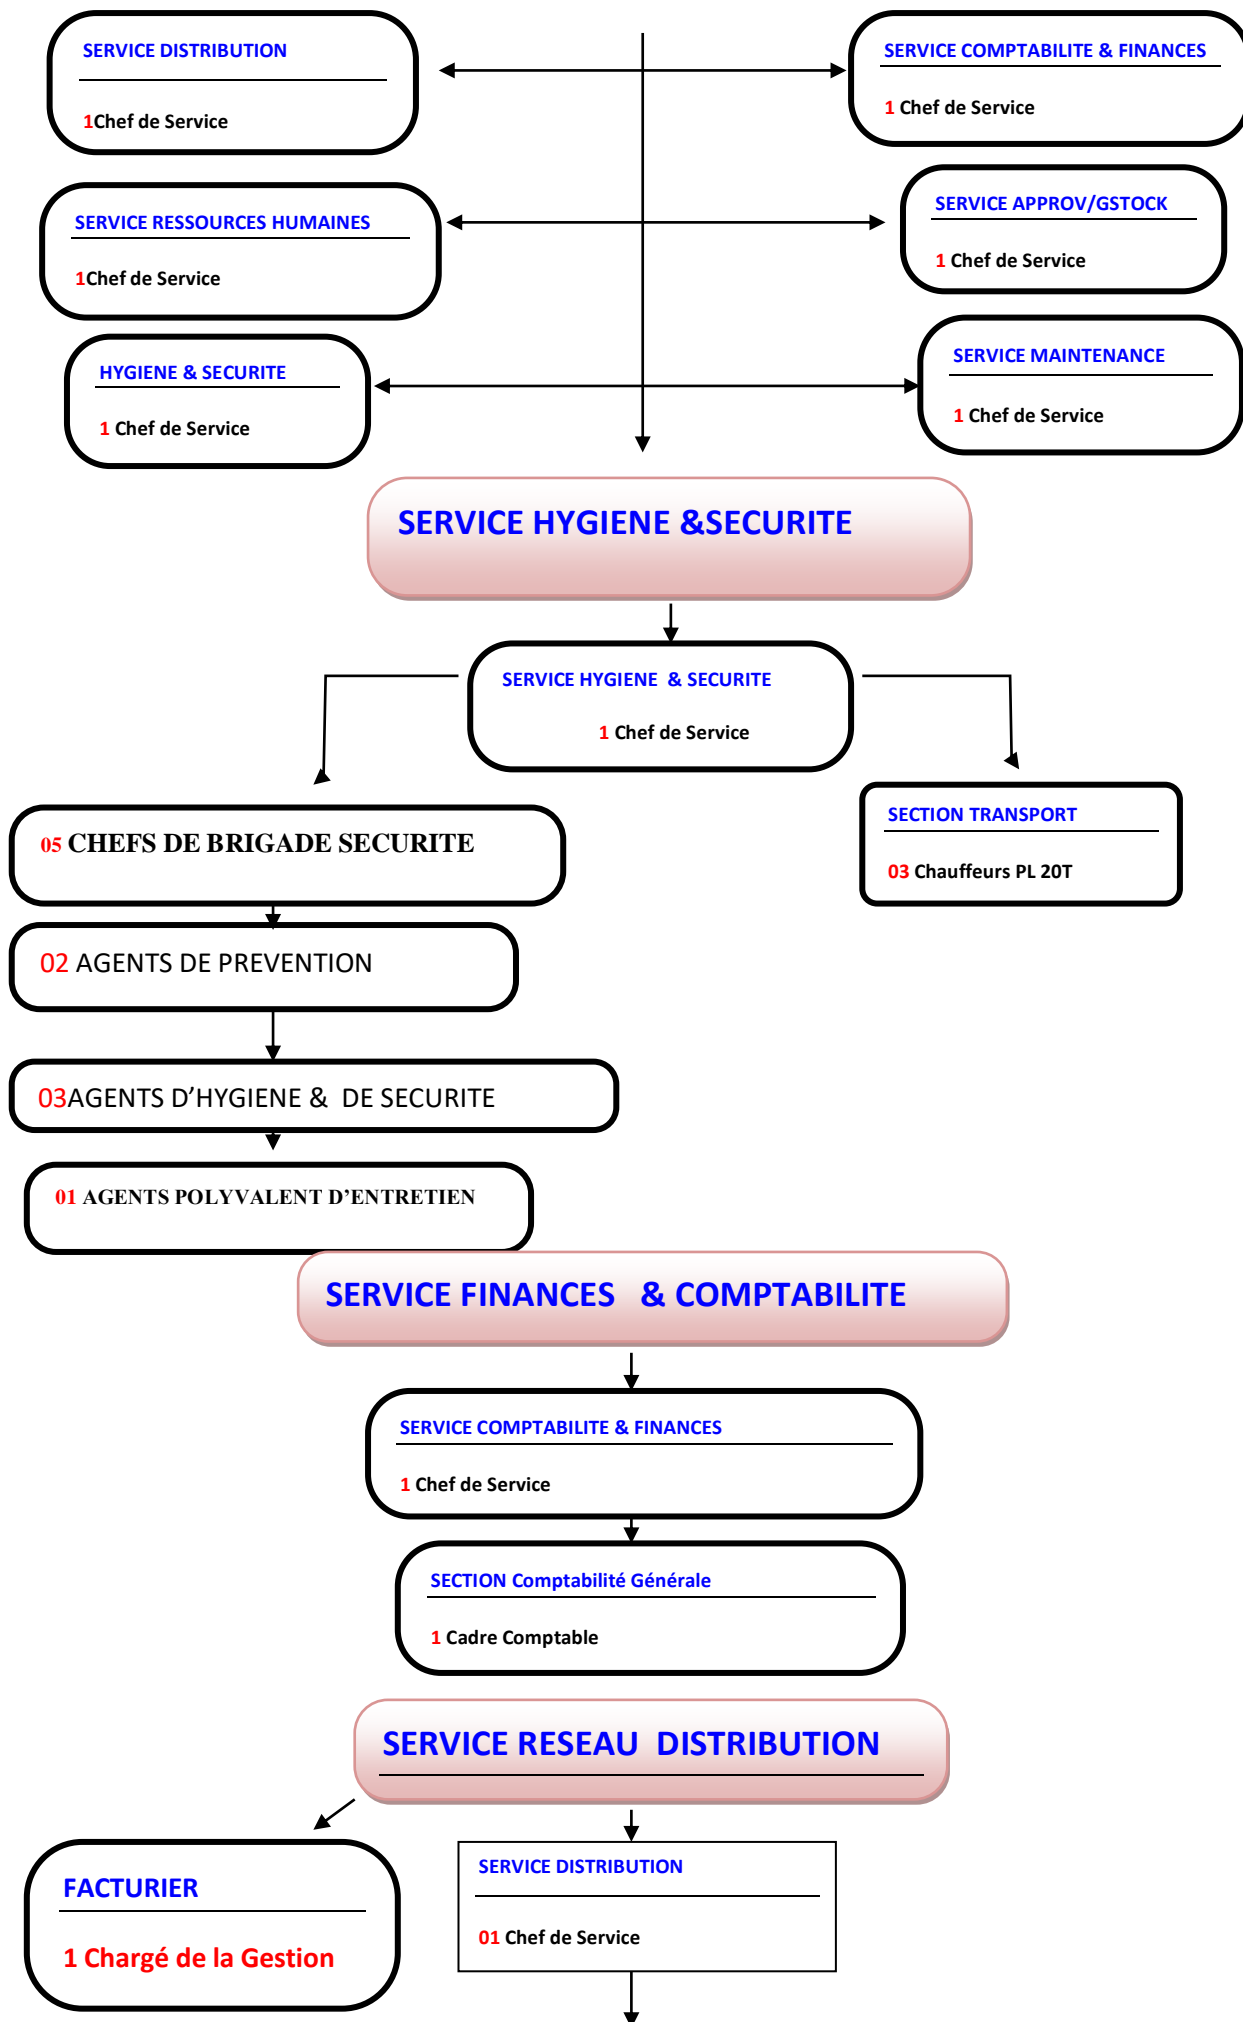 SERVICE DISTRIBUTION
1Chef de Service
SERVICE COMPTABILITE & FINANCES
1 Chef de Service
SERVICE RESSOURCES HUMAINES
1Chef de Service
SERVICE APPROV/GSTOCK
1 Chef de Service
HYGIENE & SECURITE
1 Chef de Service
SERVICE MAINTENANCE
1 Chef de Service
SERVICE HYGIENE &SECURITE
SERVICE HYGIENE & SECURITE
1 Chef de Service
05 CHEFS DE BRIGADE SECURITE
SECTION TRANSPORT
03 Chauffeurs PL 20T
02 AGENTS DE PREVENTION
03AGENTS D’HYGIENE & DE SECURITE
01 AGENTS POLYVALENT D’ENTRETIEN
SERVICE FINANCES & COMPTABILITE
SERVICE COMPTABILITE & FINANCES
1 Chef de Service
SECTION Comptabilité Générale
1 Cadre Comptable
SERVICE RESEAU DISTRIBUTION
FACTURIER
1 Chargé de la Gestion
SERVICE DISTRIBUTION
01 Chef de Service